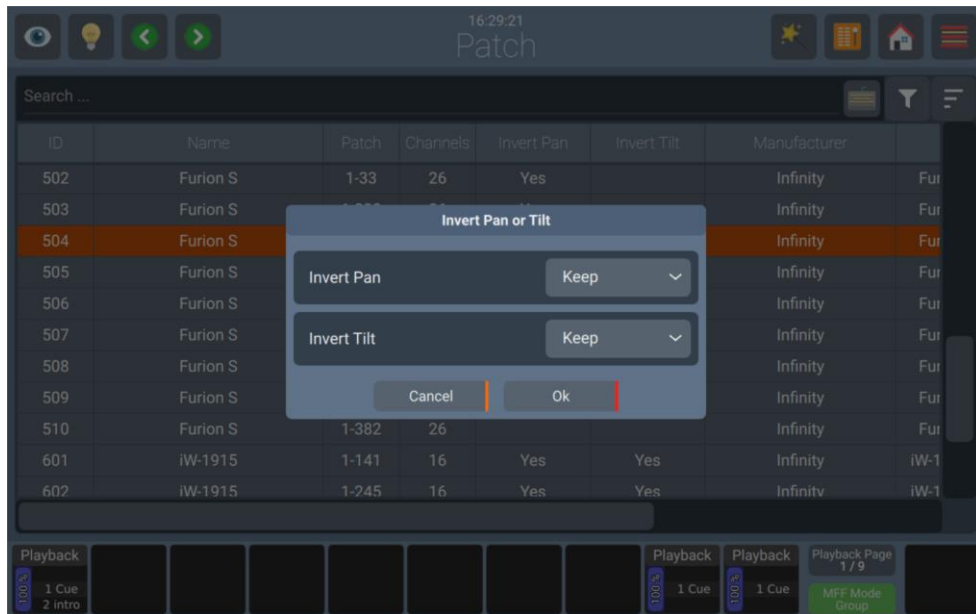 16:29:21
Patch
Search ...
ID Name Patch Channels Invert Pan Invert Tilt Manufacturer
502 Furion S 1-33 26 Yes Infinity Fur
503 Furion S Infinity Fur
Invert Pan or Tilt
504 Furion S Infinity Fur
505 Furion S Infinity Fur
Invert Pan Keep
506 Furion S Infinity Fur
507 Furion S Infinity Fur
Invert Tilt Keep
508 Furion S Infinity Fur
509 Furion S Infinity Fur
Cancel Ok
510 Furion S 1-382 26 Infinity Fur
601 iW-1915 1-141 16 Yes Yes Infinity iW-1
602 iW-1915 1-245 16 Yes Yes Infinity iW-1
Playback Playback Playback Playback Page
1 / 9
100 % 1 Cue 100 % 1 Cue 100 % 1 Cue
2 intro
MFF Mode
Group